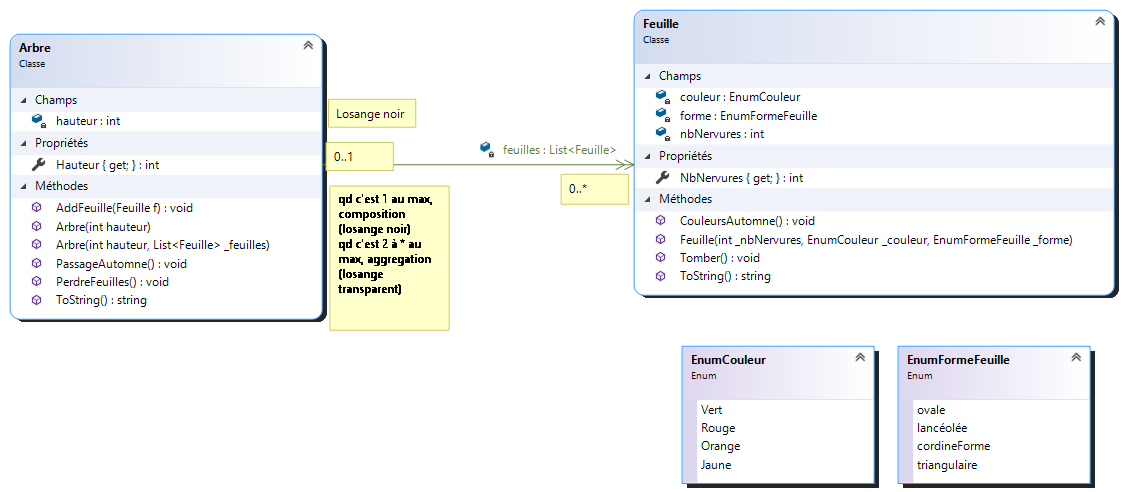 Arbre
Classe
Champs
hauteur : int
Propriétés
Hauteur { get; } : int
Méthodes
AddFeuille(Feuille f) : void
Arbre(int hauteur)
Arbre(int hauteur, List<Feuille> _feuilles)
PassageAutomne() : void
PerdreFeuilles() : void
ToString() : string
Losange noir
0..1
feuilles : List<Feuille>
0..*
qd c'est 1 au max,
composition
(losange noir)
qd c'est 2 à * au
max, aggregation
(losange
transparent)
Feuille
Classe
Champs
couleur : EnumCouleur
forme : EnumFormeFeuille
nbNervures : int
Propriétés
NbNervures { get; } : int
Méthodes
CouleursAutomne() : void
Feuille(int _nbNervures, EnumCouleur _couleur, EnumFormeFeuille _forme)
Tomber() : void
ToString() : string
EnumCouleur
Enum
Vert
Rouge
Orange
Jaune
EnumFormeFeuille
Enum
ovale
lancéolée
cordineForme
triangulaire